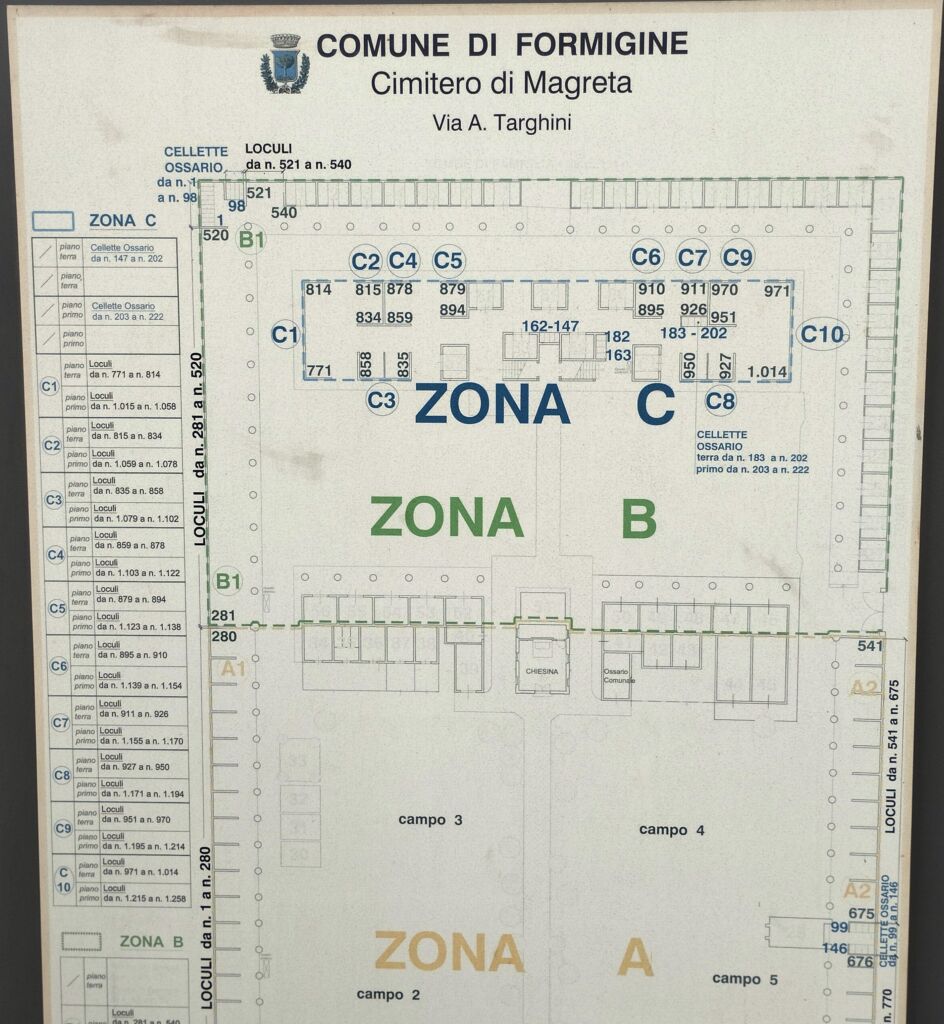 COMUNE DI FORMIGINE
Cimitero di Magreta
Via A. Targhini
CELLETTE
OSSARIO
da n. 1
a n. 98
LOCULI
da n. 521 a n. 540
521
98
1
540
520
B1
ZONA C
piano terra
Cellette Ossario
da n. 147 a n. 202
piano terra
piano primo
Cellette Ossario
da n. 203 a n. 222
piano primo
C1
piano terra
Loculi
da n. 771 a n. 814
piano primo
Loculi
da n. 1.015 a n. 1.058
C2
piano terra
Loculi
da n. 815 a n. 834
piano primo
Loculi
da n. 1.059 a n. 1.078
C3
piano terra
Loculi
da n. 835 a n. 858
piano primo
Loculi
da n. 1.079 a n. 1.102
C4
piano terra
Loculi
da n. 859 a n. 878
piano primo
Loculi
da n. 1.103 a n. 1.122
C5
piano terra
Loculi
da n. 879 a n. 894
piano primo
Loculi
da n. 1.123 a n. 1.138
C6
piano terra
Loculi
da n. 895 a n. 910
piano primo
Loculi
da n. 1.139 a n. 1.154
C7
piano terra
Loculi
da n. 911 a n. 926
piano primo
Loculi
da n. 1.155 a n. 1.170
C8
piano terra
Loculi
da n. 927 a n. 950
piano primo
Loculi
da n. 1.171 a n. 1.194
C9
piano terra
Loculi
da n. 951 a n. 970
piano primo
Loculi
da n. 1.195 a n. 1.214
C 10
piano terra
Loculi
da n. 971 a n. 1.014
piano primo
Loculi
da n. 1.215 a n. 1.258
ZONA B
piano terra
Loculi
da n. 281 a n. 540
C2 C4 C5 C6 C7 C9
814 815 878 879 910 911 970 971
834 859 894 895 926 951
C1
162-147
182
163
183 - 202
C10
771
858
835
950
927
1.014
C3
C8
ZONA C
CELLETTE
OSSARIO
terra da n. 183 a n. 202
primo da n. 203 a n. 222
LOCULI da n. 281 a n. 520
ZONA B
B1
281
280
541
A1
CHIESINA
Ossario
Comunale
A2
LOCULI da n. 541 a n. 675
campo 3
campo 4
LOCULI da n. 1 a n. 280
A2
675
99
146
676
CELLETTE OSSARIO
da n. 99 a n. 146
ZONA A
campo 2
campo 5
n. 770